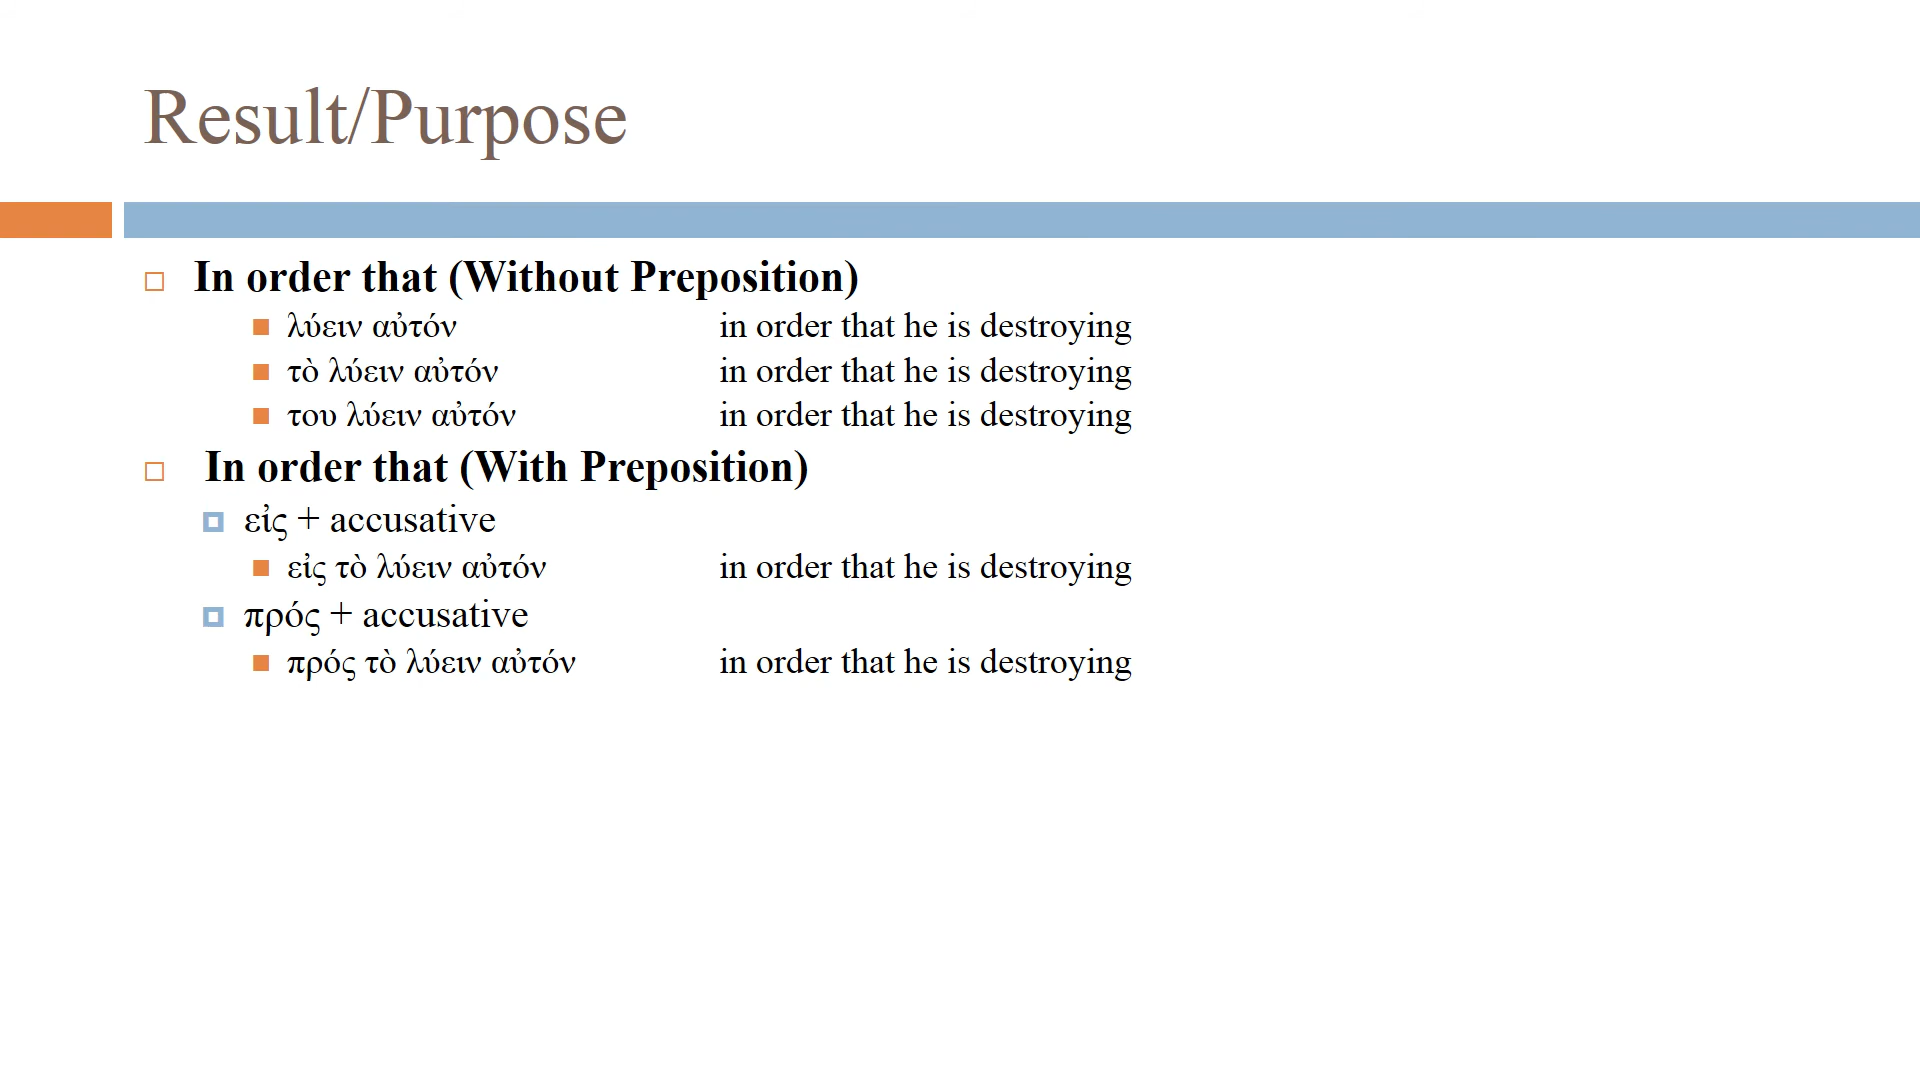 Result/Purpose
In order that (Without Preposition)
λύειν αὐτόν in order that he is destroying
τὸ λύειν αὐτόν in order that he is destroying
του λύειν αὐτόν in order that he is destroying
In order that (With Preposition)
εἰς + accusative
εἰς τὸ λύειν αὐτόν in order that he is destroying
πρός + accusative
πρός τὸ λύειν αὐτόν in order that he is destroying